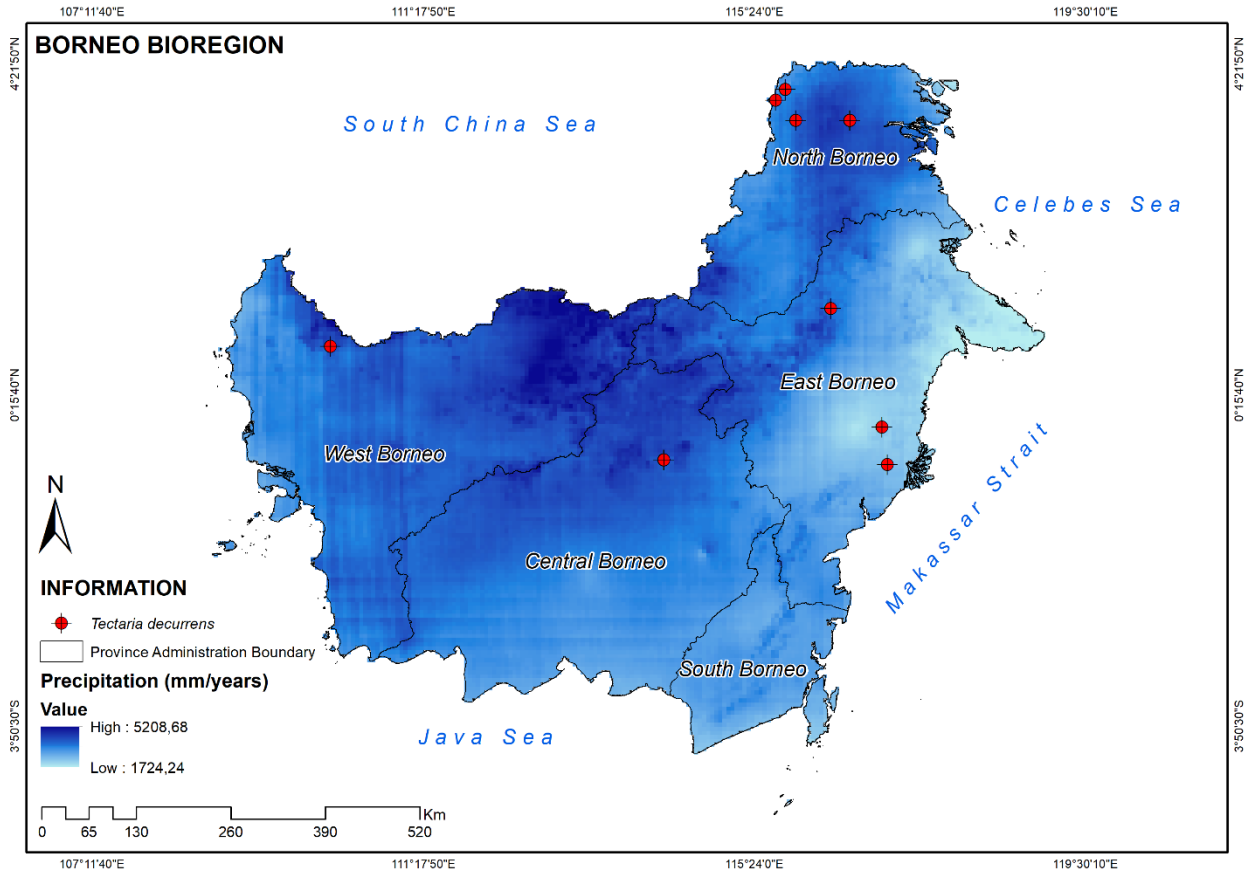 107°11'40"E 111°17'50"E 115°24'0"E 119°30'10"E
BORNEO BIOREGION
4°21'50"N
4°21'50"N
South China Sea
North Borneo
Celebes Sea
0°15'40"N
0°15'40"N
East Borneo
West Borneo
Makassar Strait
N
Central Borneo
INFORMATION
Tectaria decurrens
Province Administration Boundary
South Borneo
Precipitation (mm/years)
Value
High : 5208,68
Low : 1724,24
Java Sea
3°50'30"S
3°50'30"S
Km
0 65 130 260 390 520
107°11'40"E 111°17'50"E 115°24'0"E 119°30'10"E